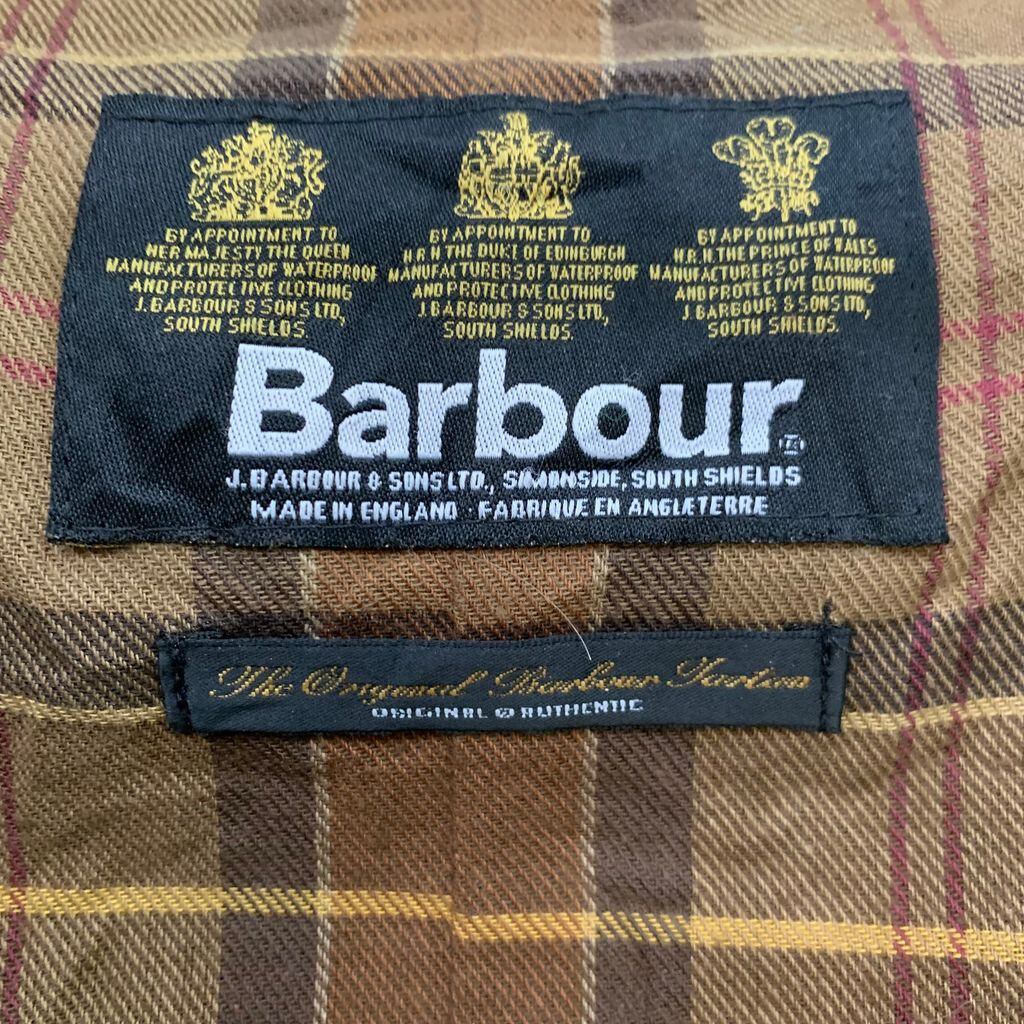 BY APPOINTMENT TO
HER MAJESTY THE QUEEN
MANUFACTURERS OF WATERPROOF
AND PROTECTIVE CLOTHING
J. BARBOUR & SONS LTD,
SOUTH SHIELDS.
BY APPOINTMENT TO
H.R.H THE DUKE OF EDINBURGH
MANUFACTURERS OF WATERPROOF
AND PROTECTIVE CLOTHING
J. BARBOUR & SONS LTD,
SOUTH SHIELDS.
BY APPOINTMENT TO
H.R.H. THE PRINCE OF WALES
MANUFACTURERS OF WATERPROOF
AND PROTECTIVE CLOTHING
J. BARBOUR & SONS LTD,
SOUTH SHIELDS.
Barbour®
J. BARBOUR & SONS LTD., SIMONSIDE, SOUTH SHIELDS
MADE IN ENGLAND · FABRIQUE EN ANGLETERRE
The Original Barbour Tartan
ORIGINAL & AUTHENTIC